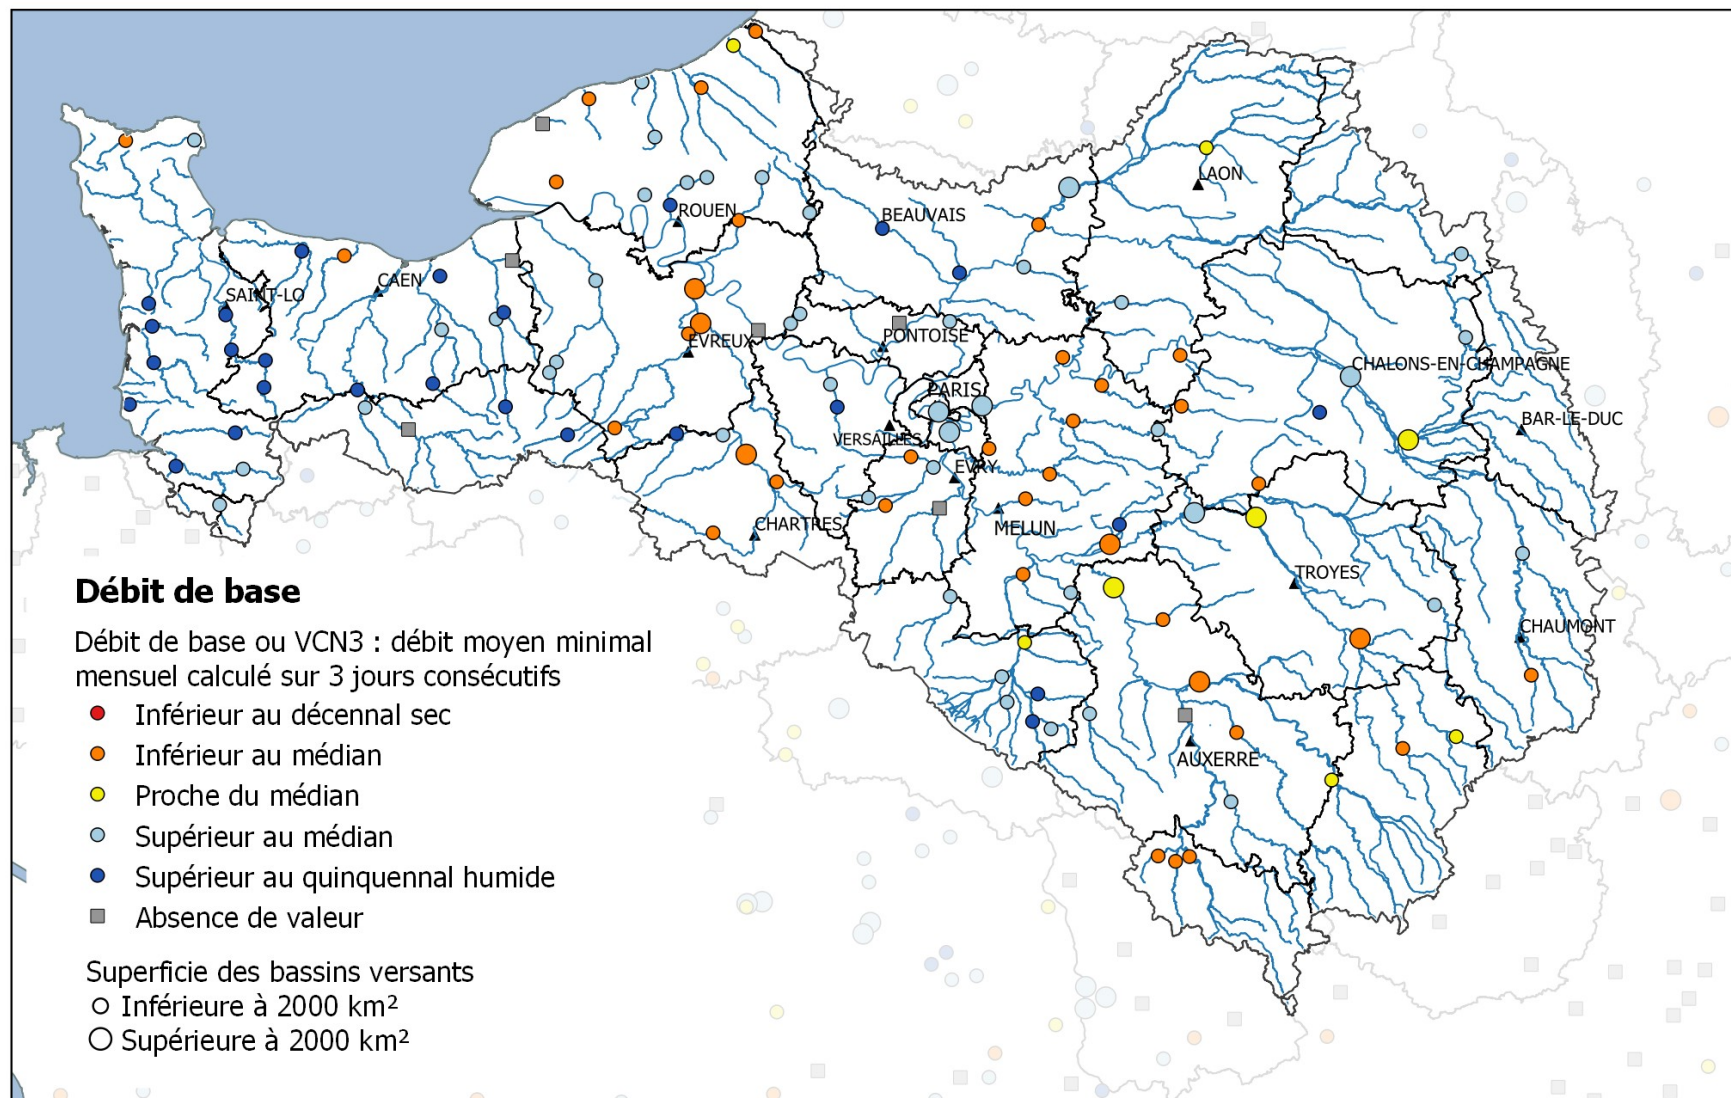 LAON
BEAUVAIS
ROUEN
CAEN
SAINT-LO
EVREUX
PONTOISE
PARIS
CHALONS-EN-CHAMPAGNE
BAR-LE-DUC
VERSAILLES
EVRY
CHARTRES
MELUN
TROYES
CHAUMONT
AUXERRE
Débit de base
Débit de base ou VCN3 : débit moyen minimal
mensuel calculé sur 3 jours consécutifs
Inférieur au décennal sec
Inférieur au médian
Proche du médian
Supérieur au médian
Supérieur au quinquennal humide
Absence de valeur
Superficie des bassins versants
Inférieure à 2000 km²
Supérieure à 2000 km²